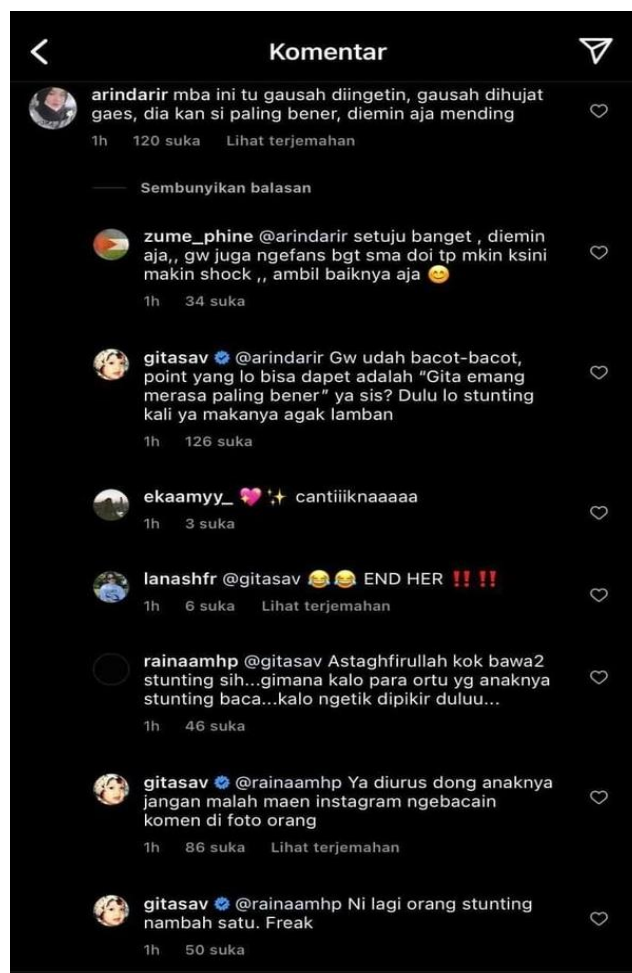 Komentar
arindarir mba ini tu gausah diingetin, gausah dihujat
gaes, dia kan si paling bener, diemin aja mending
1h 120 suka Lihat terjemahan
Sembunyikan balasan
zume_phine @arindarir setuju banget , diemin
aja,, gw juga ngefans bgt sma doi tp mkin ksini
makin shock ,, ambil baiknya aja 😊
1h 34 suka
gitasav @arindarir Gw udah bacot-bacot,
point yang lo bisa dapet adalah “Gita emang
merasa paling bener” ya sis? Dulu lo stunting
kali ya makanya agak lamban
1h 126 suka
ekaamyy_ 💖✨ cantiiiknaaaaa
1h 3 suka
lanashfr @gitasav 😂😂 END HER ‼️ ‼️
1h 6 suka Lihat terjemahan
rainaamhp @gitasav Astaghfirullah kok bawa2
stunting sih...gimana kalo para ortu yg anaknya
stunting baca...kalo ngetik dipikir duluu...
1h 46 suka
gitasav @rainaamhp Ya diurus dong anaknya
jangan malah maen instagram ngebacain
komen di foto orang
1h 86 suka Lihat terjemahan
gitasav @rainaamhp Ni lagi orang stunting
nambah satu. Freak
1h 50 suka